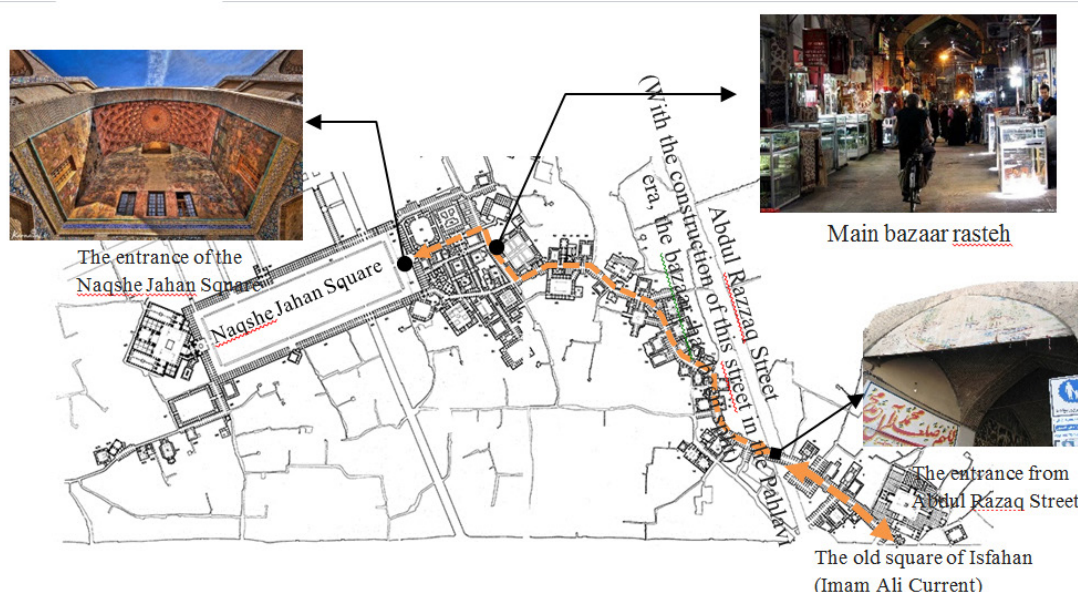 The entrance of the
Naqshe Jahan Square
Naqshe Jahan Square
(With the construction of this street in the Pahlavi
era, the bazaar has been split)
Abdul Razzaq Street
Main bazaar rasteh
The entrance from
Abdul Razaq Street
The old square of Isfahan
(Imam Ali Current)